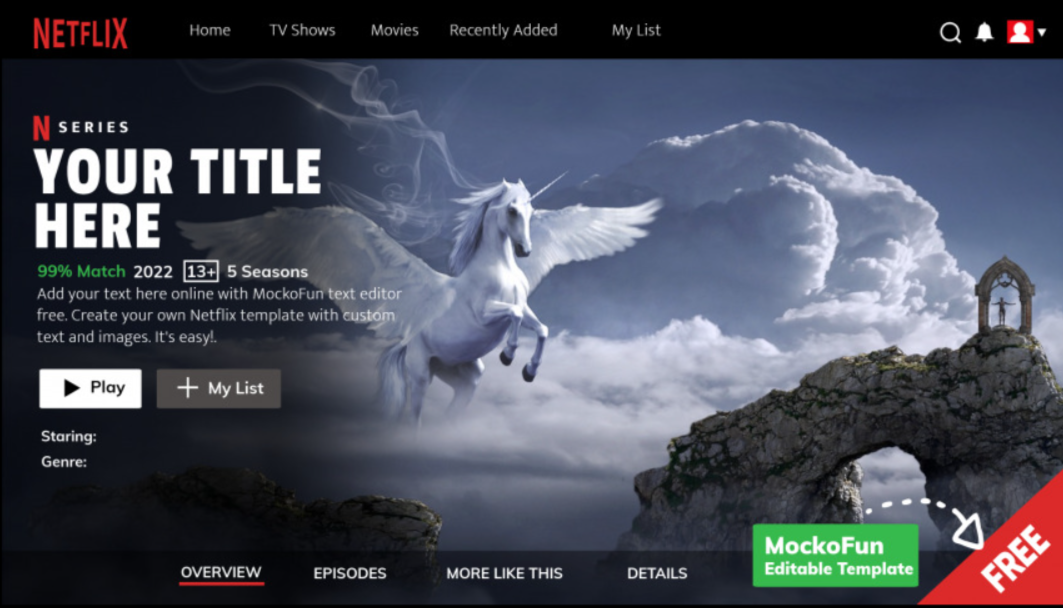 NETFLIX Home TV Shows Movies Recently Added My List
N SERIES
YOUR TITLE
HERE
99% Match 2022 13+ 5 Seasons
Add your text here online with MockoFun text editor
free. Create your own Netflix template with custom
text and images. It's easy!.
Play My List
Staring:
Genre:
OVERVIEW EPISODES MORE LIKE THIS DETAILS
MockoFun
Editable Template
FREE